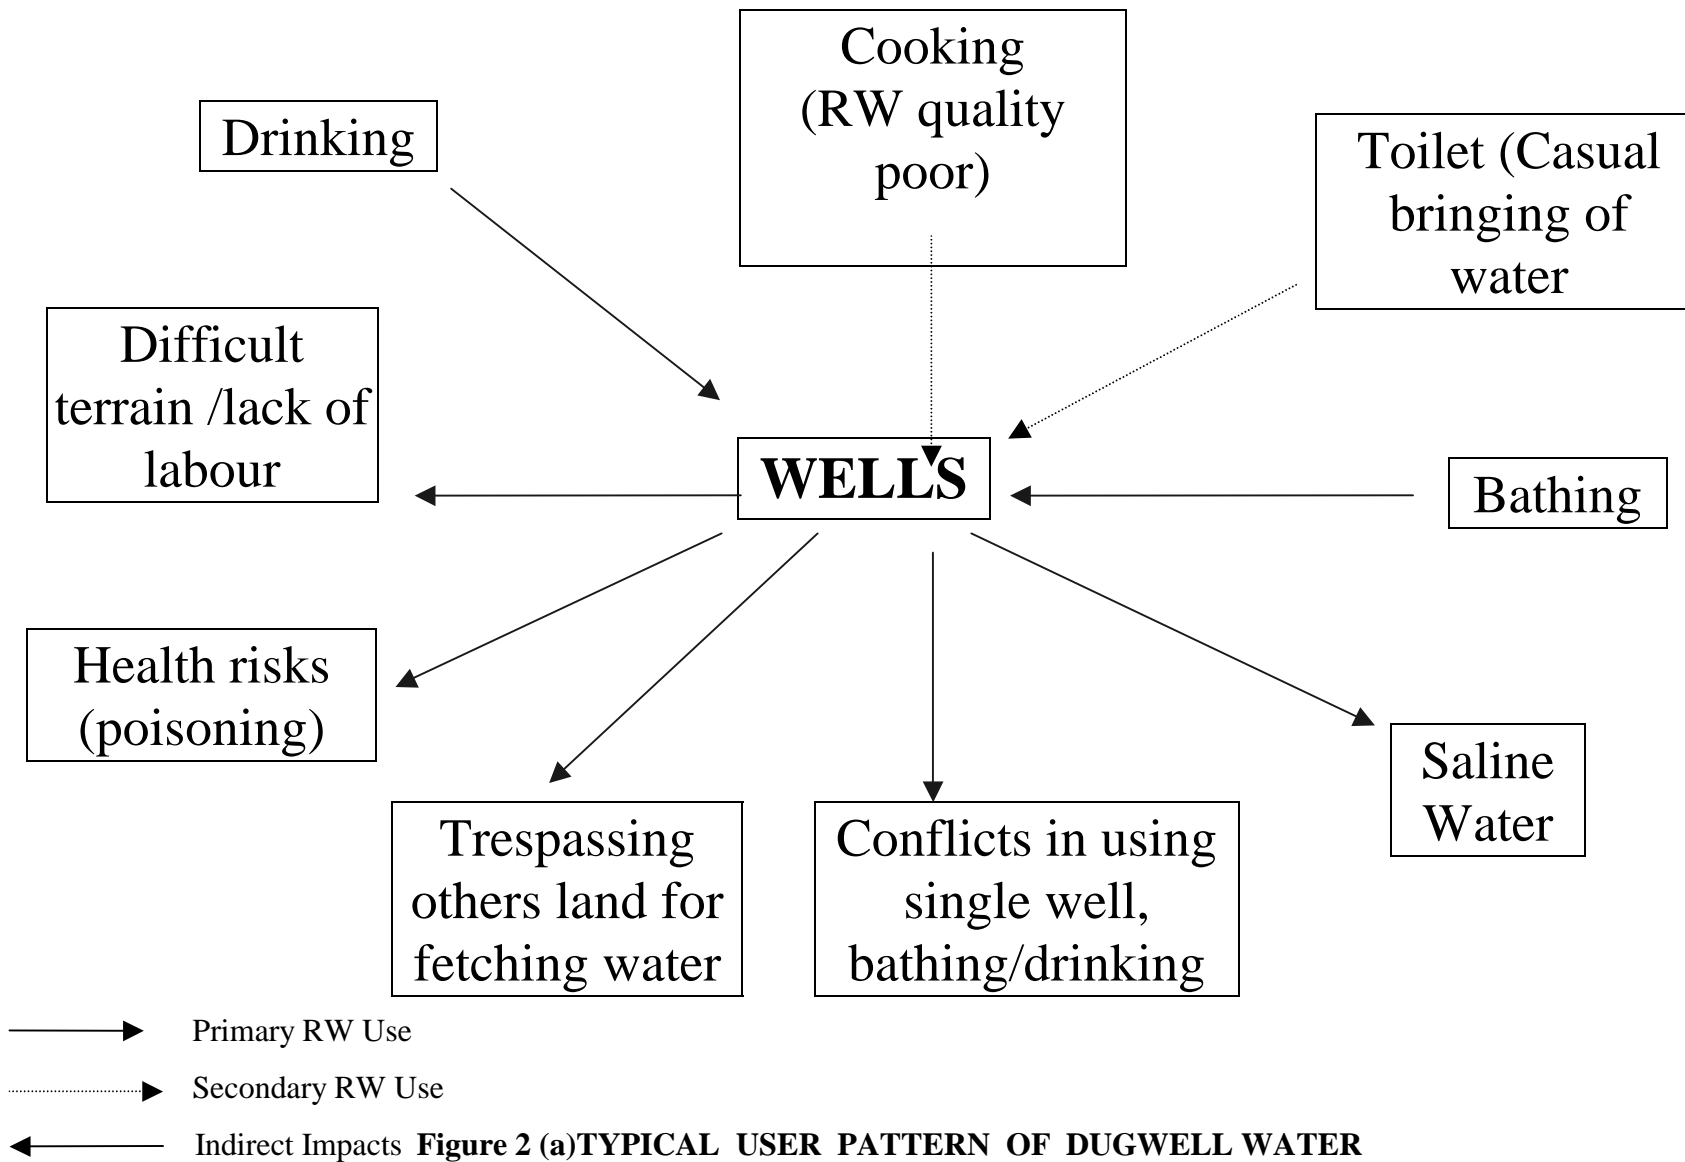 Drinking
Cooking
(RW quality
poor)
Toilet (Casual
bringing of
water
Difficult
terrain /lack of
labour
WELLS
Bathing
Health risks
(poisoning)
Trespassing
others land for
fetching water
Conflicts in using
single well,
bathing/drinking
Saline
Water
Primary RW Use
Secondary RW Use
Indirect Impacts Figure 2 (a)TYPICAL USER PATTERN OF DUGWELL WATER